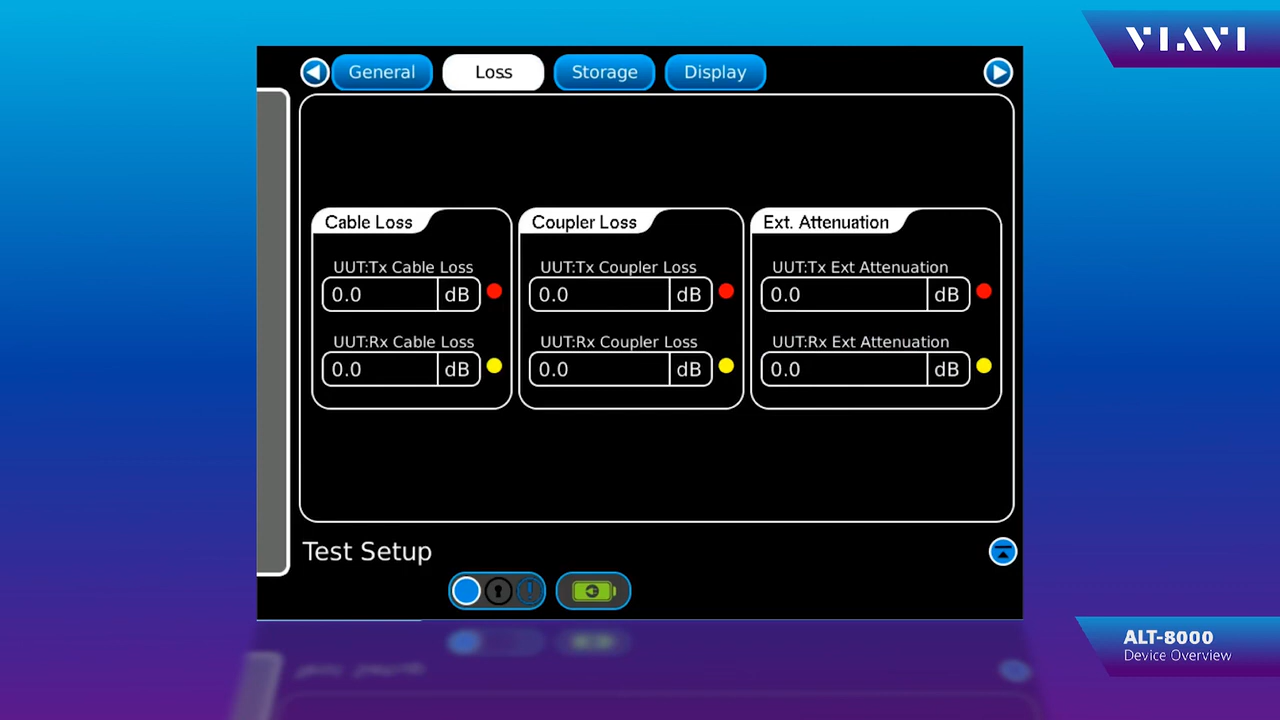 VIAVI
General
Loss
Storage
Display
Cable Loss
UUT:Tx Cable Loss
0.0 dB
UUT:Rx Cable Loss
0.0 dB
Coupler Loss
UUT:Tx Coupler Loss
0.0 dB
UUT:Rx Coupler Loss
0.0 dB
Ext. Attenuation
UUT:Tx Ext Attenuation
0.0 dB
UUT:Rx Ext Attenuation
0.0 dB
Test Setup
ALT-8000
Device Overview